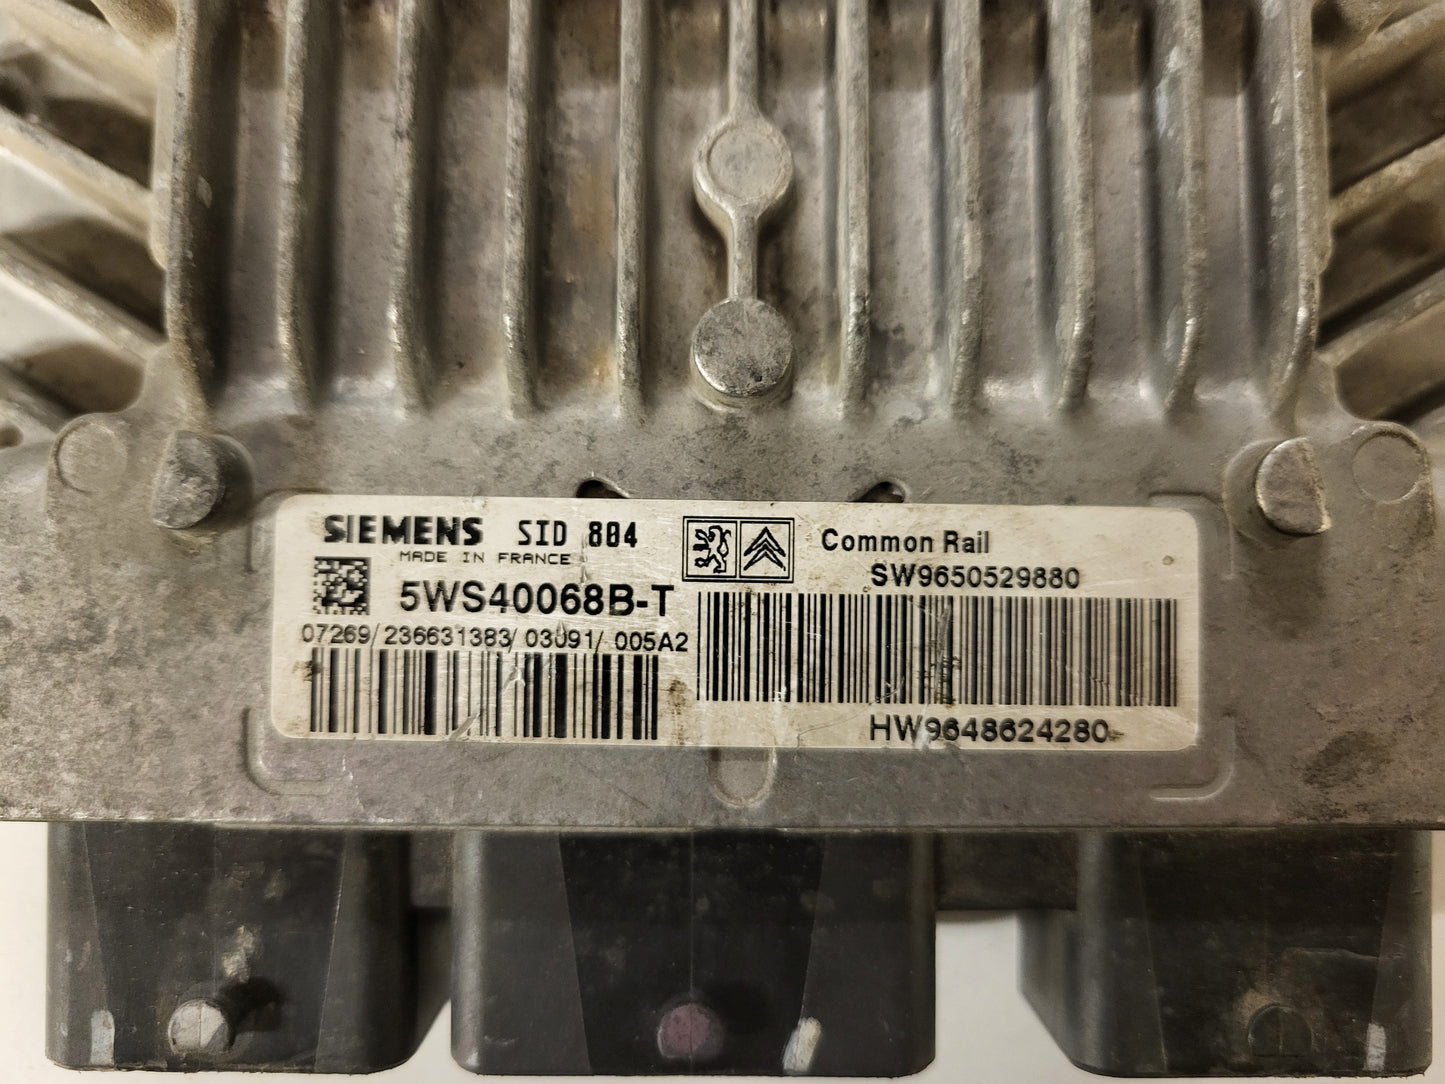 SIEMENS SID 804
MADE IN FRANCE
5WS40068B-T
07269/236631383/03091/005A2
Common Rail
SW9650529880
HW9648624280